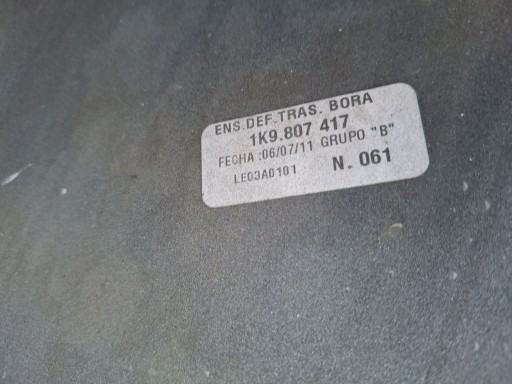 ENS.DEF.TRAS. BORA
1K9.807 417
FECHA :06/07/11 GRUPO "B"
LE03A0101 N. 061